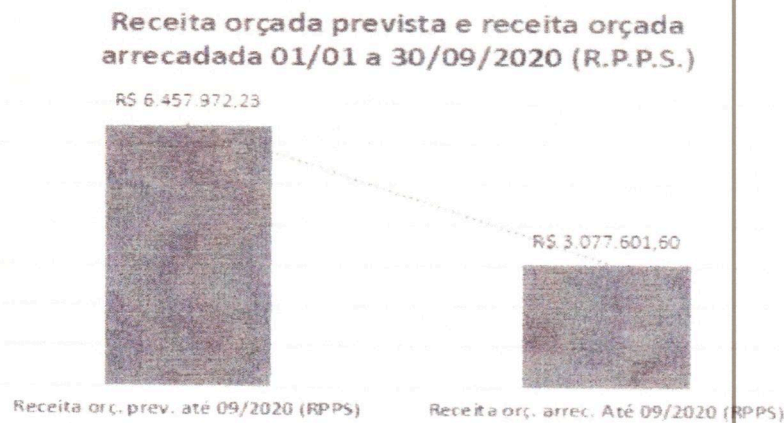 Receita orçada prevista e receita orçada
arrecadada 01/01 a 30/09/2020 (R.P.P.S.)
R$ 6.457.972,23
R$ 3.077.601,60
Receita orç. prev. até 09/2020 (RPPS)
Receita orç. arrec. Até 09/2020 (RPPS)